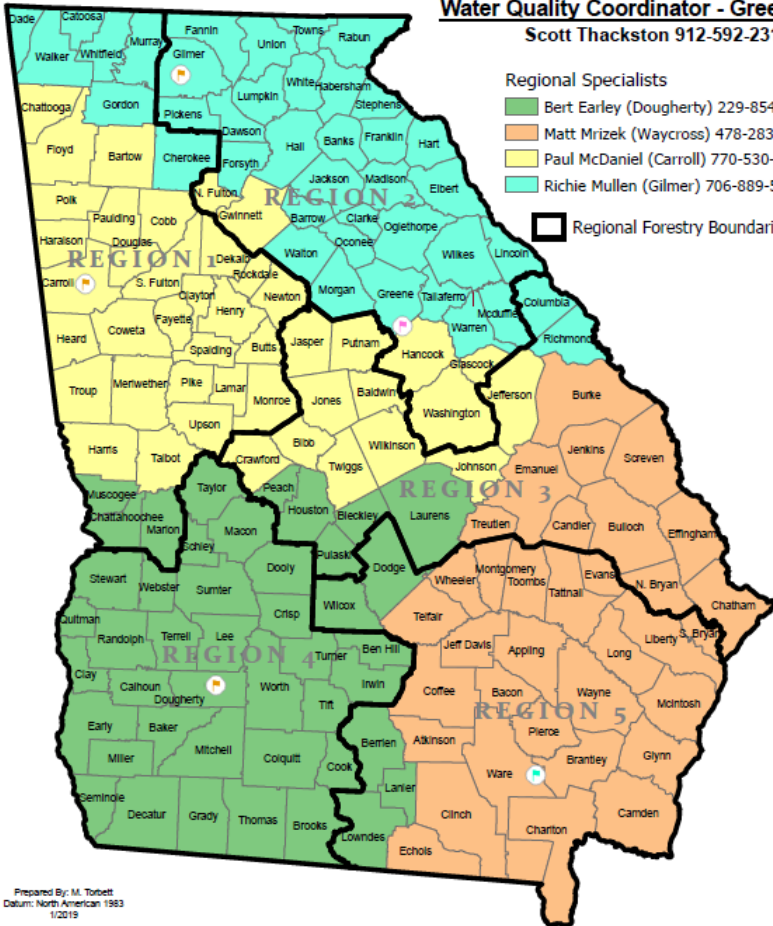 Water Quality Coordinator - Gree
Scott Thackston 912-592-231
Regional Specialists
Bert Earley (Dougherty) 229-854
Matt Mrizek (Waycross) 478-283
Paul McDaniel (Carroll) 770-530-
Richie Mullen (Gilmer) 706-889-5
Regional Forestry Boundari
Dade Catoosa Fannin Towns Rabun
Walker Whitfield Murray Gilmer Union
White Habersham
Chattooga Gordon Pickens Lumpkin Stephens
Floyd Bartow Cherokee Dawson Hall Banks Franklin Hart
Forsyth
Polk N. Fulton Jackson Madison Elbert
REGION 2
Paulding Cobb Gwinnett Barrow Clarke Oglethorpe
Haralson Douglas Oconee Wilkes Lincoln
REGION 1
Dekalb Walton
Carroll S. Fulton Rockdale Morgan Greene Taliaferro Mcduffie Columbia
Clayton Newton
Heard Coweta Fayette Henry Warren Richmond
Spalding Butts Jasper Putnam Hancock Glascock
Troup Meriwether Pike Lamar Monroe Jones Baldwin Washington Jefferson Burke
Upson
Harris Talbot Crawford Bibb Wilkinson Jenkins Screven
Twiggs Johnson Emanuel
Muscogee Taylor Peach
REGION 3
Chattahoochee Houston Bleckley Laurens
Marion Macon Treutlen Candler Bulloch Effingham
Schley Pulaski
Stewart Webster Sumter Dooly Dodge Wheeler Montgomery Toombs Tattnall Evans N. Bryan Chatham
Crisp Wilcox Telfair
Quitman Randolph Terrell Lee Jeff Davis Appling Long Liberty S. Bryan
REGION 4
Turner Ben Hill
Clay Calhoun Dougherty Worth Irwin Coffee Bacon Wayne McIntosh
Tift
REGION 5
Early Baker Mitchell Berrien Atkinson Pierce Glynn
Miller Colquitt Cook Ware Brantley
Seminole Lanier Clinch Camden
Decatur Grady Thomas Brooks Lowndes Charlton
Echols
Prepared By: M. Torbett
Datum: North American 1983
1/2019